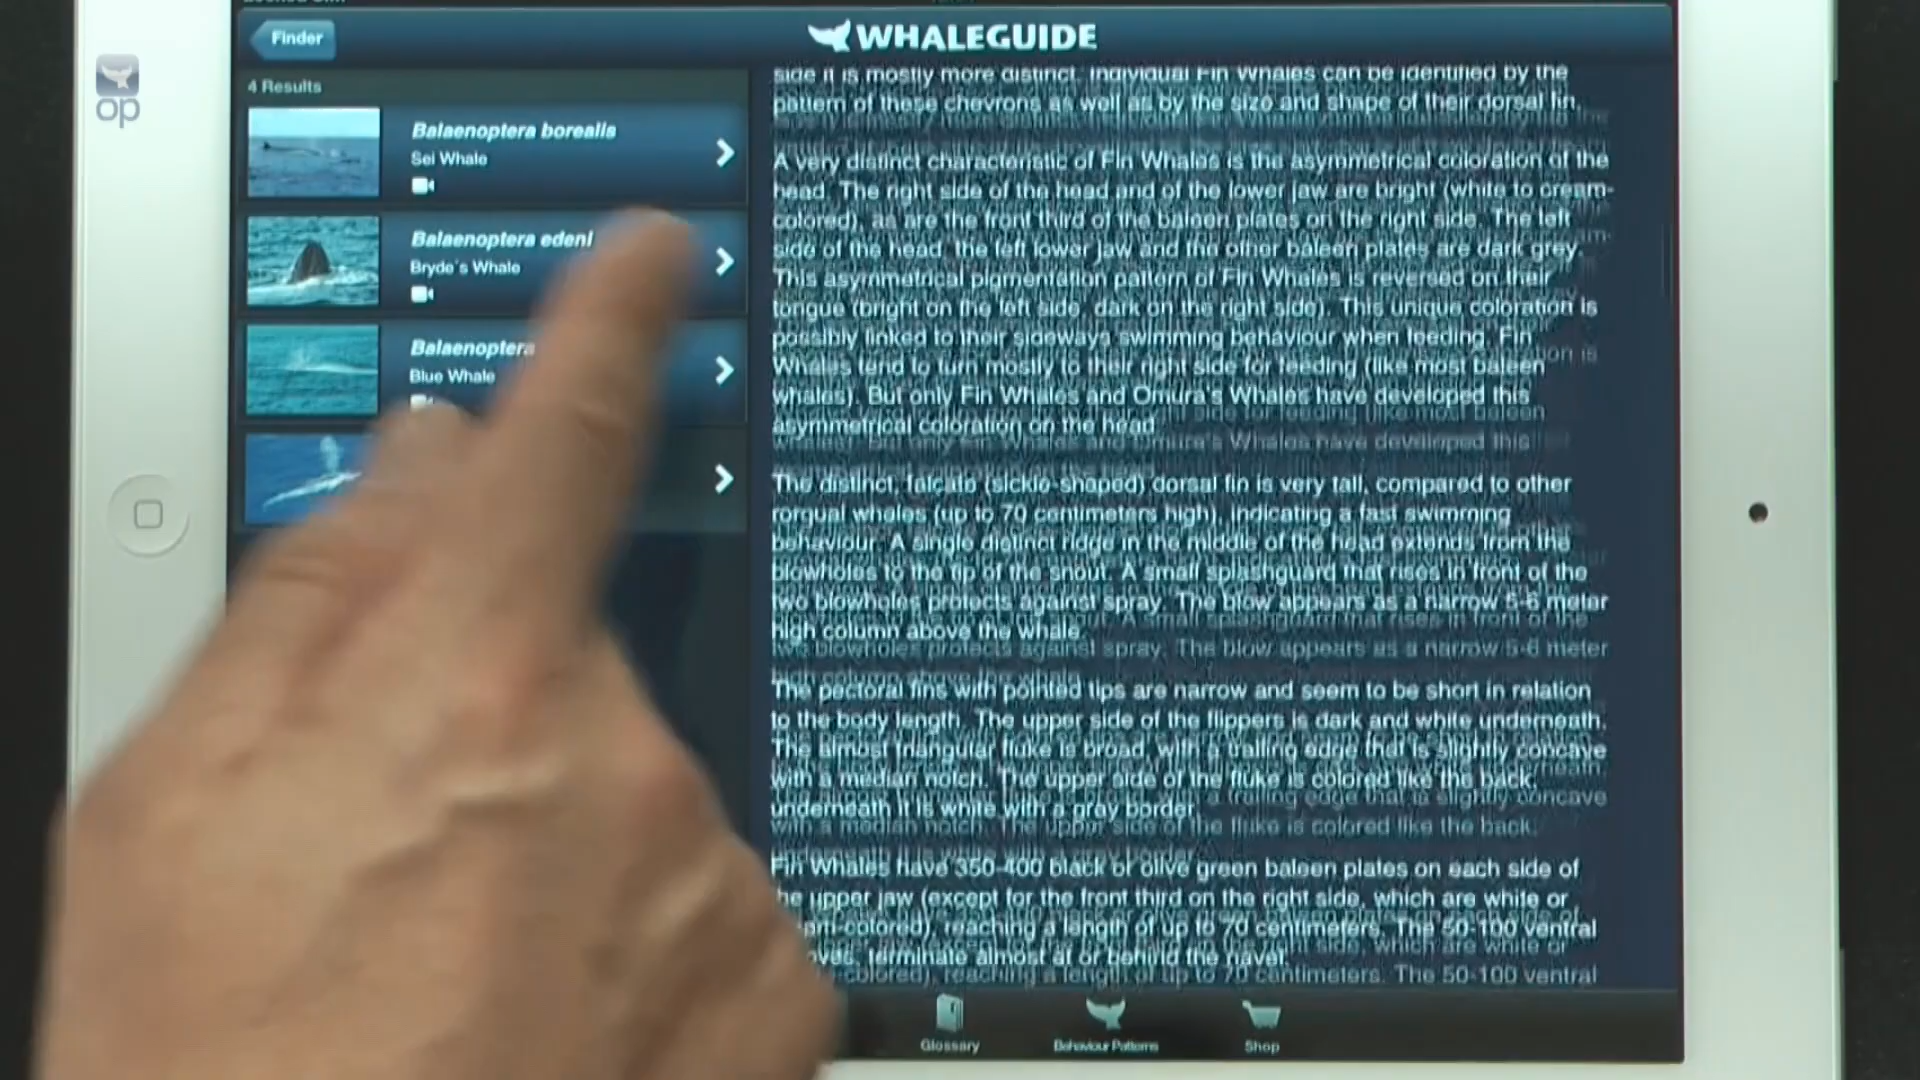 Finder
WHALEGUIDE
op
4 Results
Balaenoptera borealis
Sei Whale
Balaenoptera edeni
Bryde's Whale
Balaenoptera
Blue Whale
side it is mostly more distinct. Individual Fin Whales can be identified by the
pattern of these chevrons as well as by the size and shape of their dorsal fin.
A very distinct characteristic of Fin Whales is the asymmetrical coloration of the
head. The right side of the head and of the lower jaw are bright (white to cream-
colored), as are the front third of the baleen plates on the right side. The left
side of the head, the left lower jaw and the other baleen plates are dark grey.
This asymmetrical pigmentation pattern of Fin Whales is reversed on their
tongue (bright on the left side, dark on the right side). This unique coloration is
possibly linked to their sideways swimming behaviour when feeding. Fin
Whales tend to turn mostly to their right side for feeding (like most baleen
whales). But only Fin Whales and Omura's Whales have developed this
asymmetrical coloration on the head.
The distinct, falcate (sickle-shaped) dorsal fin is very tall, compared to other
rorqual whales (up to 70 centimeters high), indicating a fast swimming
behaviour. A single distinct ridge in the middle of the head extends from the
blowholes to the tip of the snout. A small splashguard that rises in front of the
two blowholes protects against spray. The blow appears as a narrow 5-6 meter
high column above the whale.
The pectoral fins with pointed tips are narrow and seem to be short in relation
to the body length. The upper side of the flippers is dark and white underneath.
The almost triangular fluke is broad, with a trailing edge that is slightly concave
with a median notch. The upper side of the fluke is colored like the back,
underneath it is white with a gray border.
Fin Whales have 350-400 black or olive green baleen plates on each side of
the upper jaw (except for the front third on the right side, which are white or
colored), reaching a length of up to 70 centimeters. The 50-100 ventral
terminate almost at or behind the navel.
Glossary
Behaviour Patterns
Shop